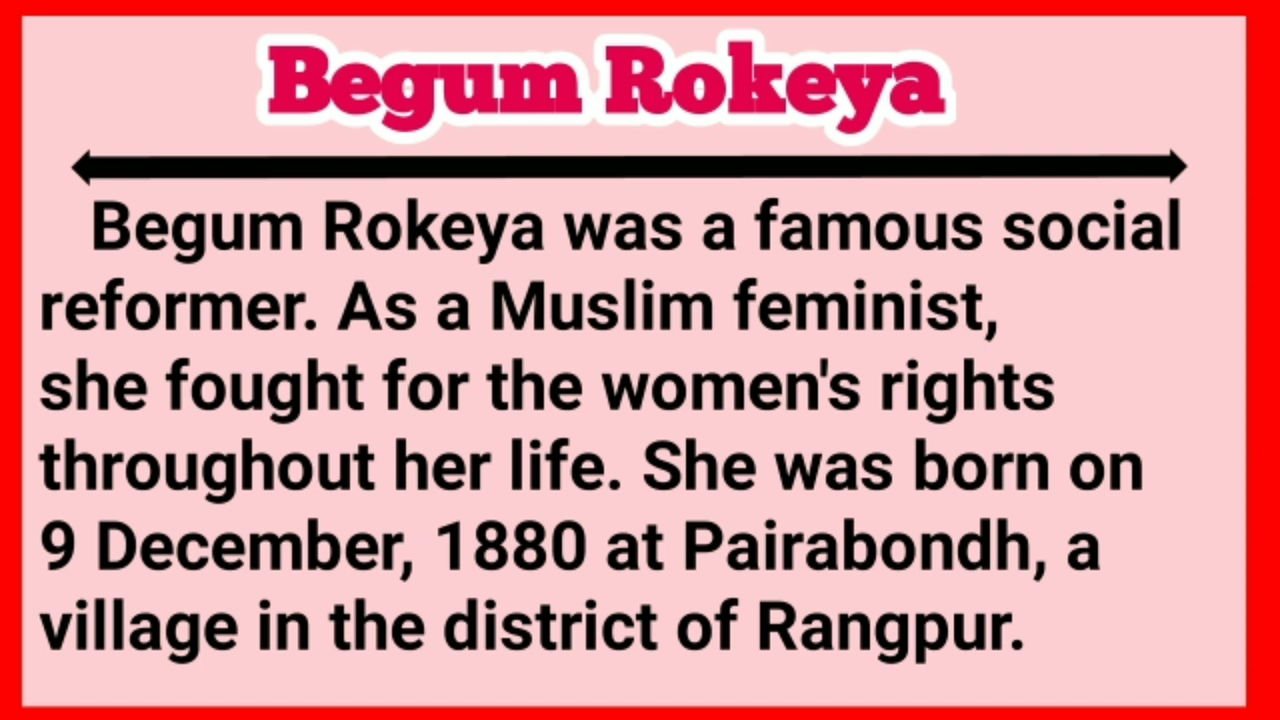 Begum Rokeya
Begum Rokeya was a famous social
reformer. As a Muslim feminist,
she fought for the women's rights
throughout her life. She was born on
9 December, 1880 at Pairabondh, a
village in the district of Rangpur.